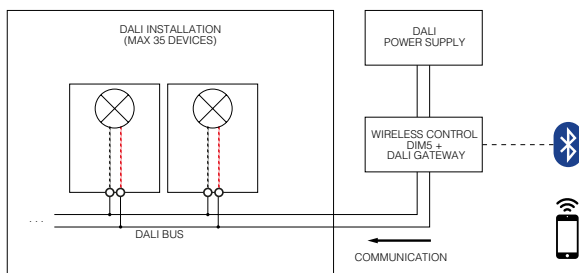 DALI INSTALLATION
(MAX 35 DEVICES)
DALI
POWER SUPPLY
WIRELESS CONTROL
DIM5 +
DALI GATEWAY
. . .
DALI BUS
COMMUNICATION